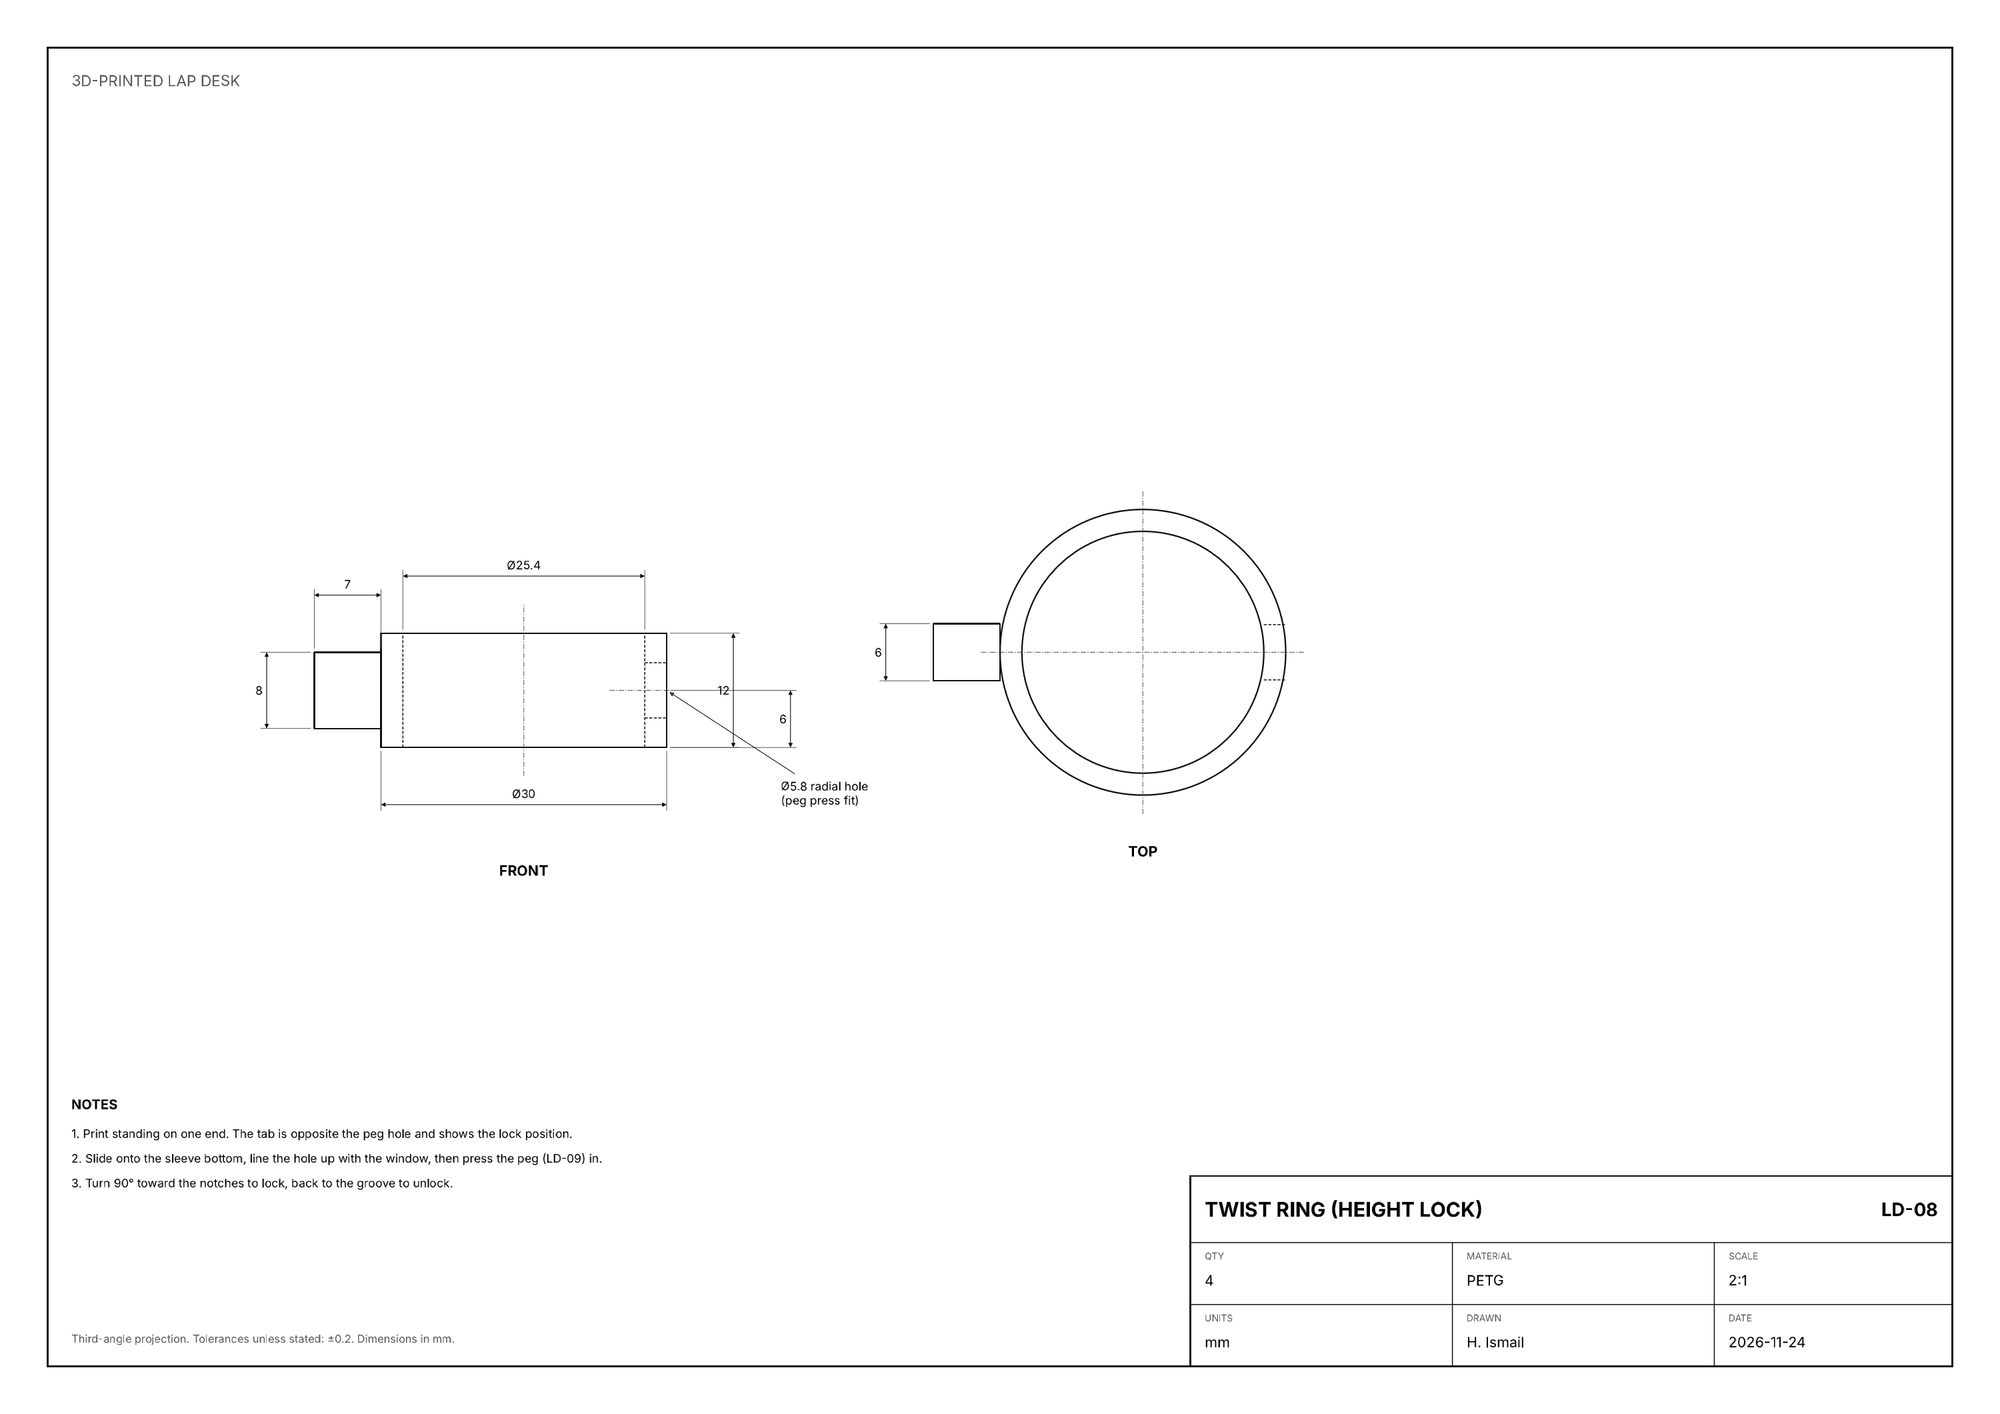 3D-PRINTED LAP DESK
Ø25.4
7
8
12
6
Ø30
Ø5.8 radial hole
(peg press fit)
FRONT
6
TOP
NOTES
1. Print standing on one end. The tab is opposite the peg hole and shows the lock position.
2. Slide onto the sleeve bottom, line the hole up with the window, then press the peg (LD-09) in.
3. Turn 90° toward the notches to lock, back to the groove to unlock.
Third-angle projection. Tolerances unless stated: ±0.2. Dimensions in mm.
TWIST RING (HEIGHT LOCK) LD-08
QTY MATERIAL SCALE
4 PETG 2:1
UNITS DRAWN DATE
mm H. Ismail 2026-11-24